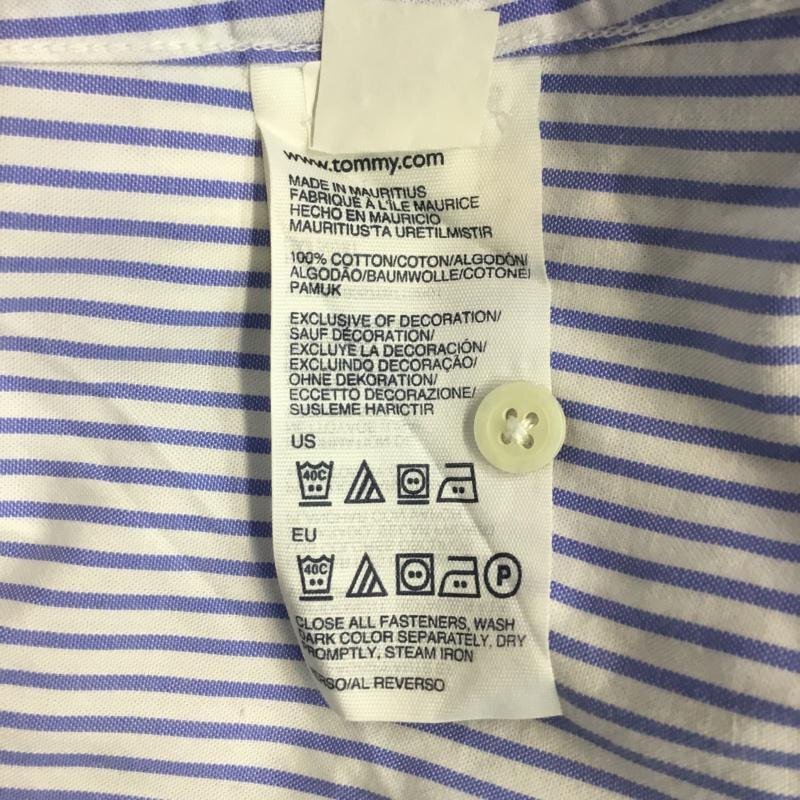 www.tommy.com
MADE IN MAURITIUS
FABRIQUÉ À L'ÎLE MAURICE
HECHO EN MAURICIO
MAURITIUS'TA URETILMISTIR
100% COTTON/COTON/ALGODÓN/
ALGODÃO/BAUMWOLLE/COTONE/
PAMUK
EXCLUSIVE OF DECORATION/
SAUF DÉCORATION/
EXCLUYE LA DECORACIÓN/
EXCLUINDO DECORAÇÃO/
OHNE DEKORATION/
ECCETTO DECORAZIONE/
SUSLEME HARICTIR
US
40C
EU
40C P
CLOSE ALL FASTENERS, WASH
DARK COLOR SEPARATELY, DRY
PROMPTLY, STEAM IRON
RSO/AL REVERSO